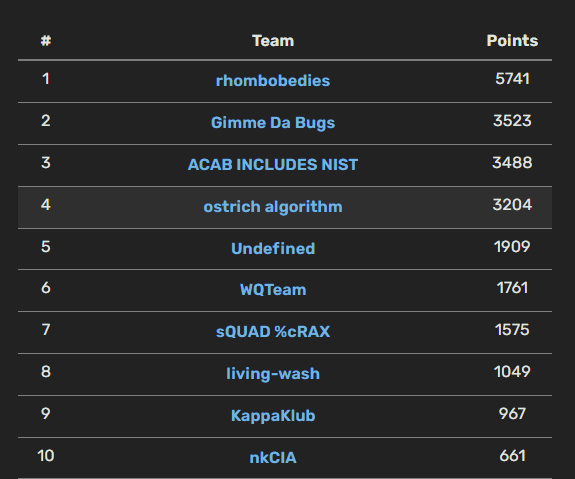 # Team Points
1 rhombobedies 5741
2 Gimme Da Bugs 3523
3 ACAB INCLUDES NIST 3488
4 ostrich algorithm 3204
5 Undefined 1909
6 WQTeam 1761
7 sQUAD %cRAX 1575
8 living-wash 1049
9 KappaKlub 967
10 nkCIA 661